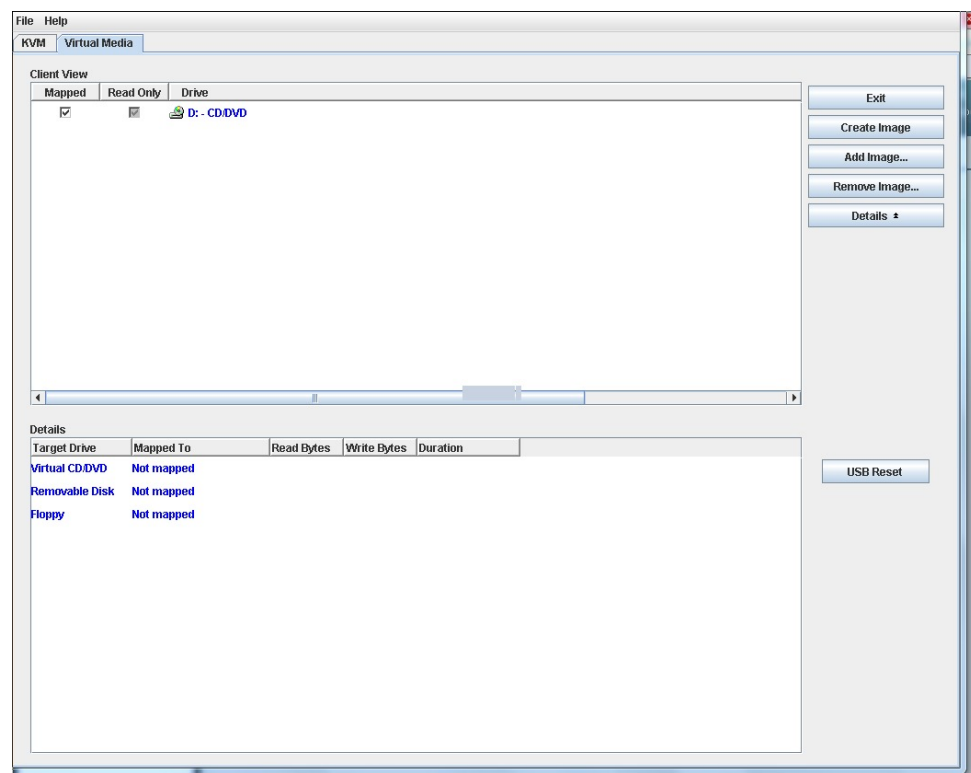 File Help
KVM Virtual Media
Client View
Mapped Read Only Drive
D: - CD/DVD
Exit
Create Image
Add Image...
Remove Image...
Details
Details
Target Drive Mapped To Read Bytes Write Bytes Duration
Virtual CD/DVD Not mapped
Removable Disk Not mapped
Floppy Not mapped
USB Reset